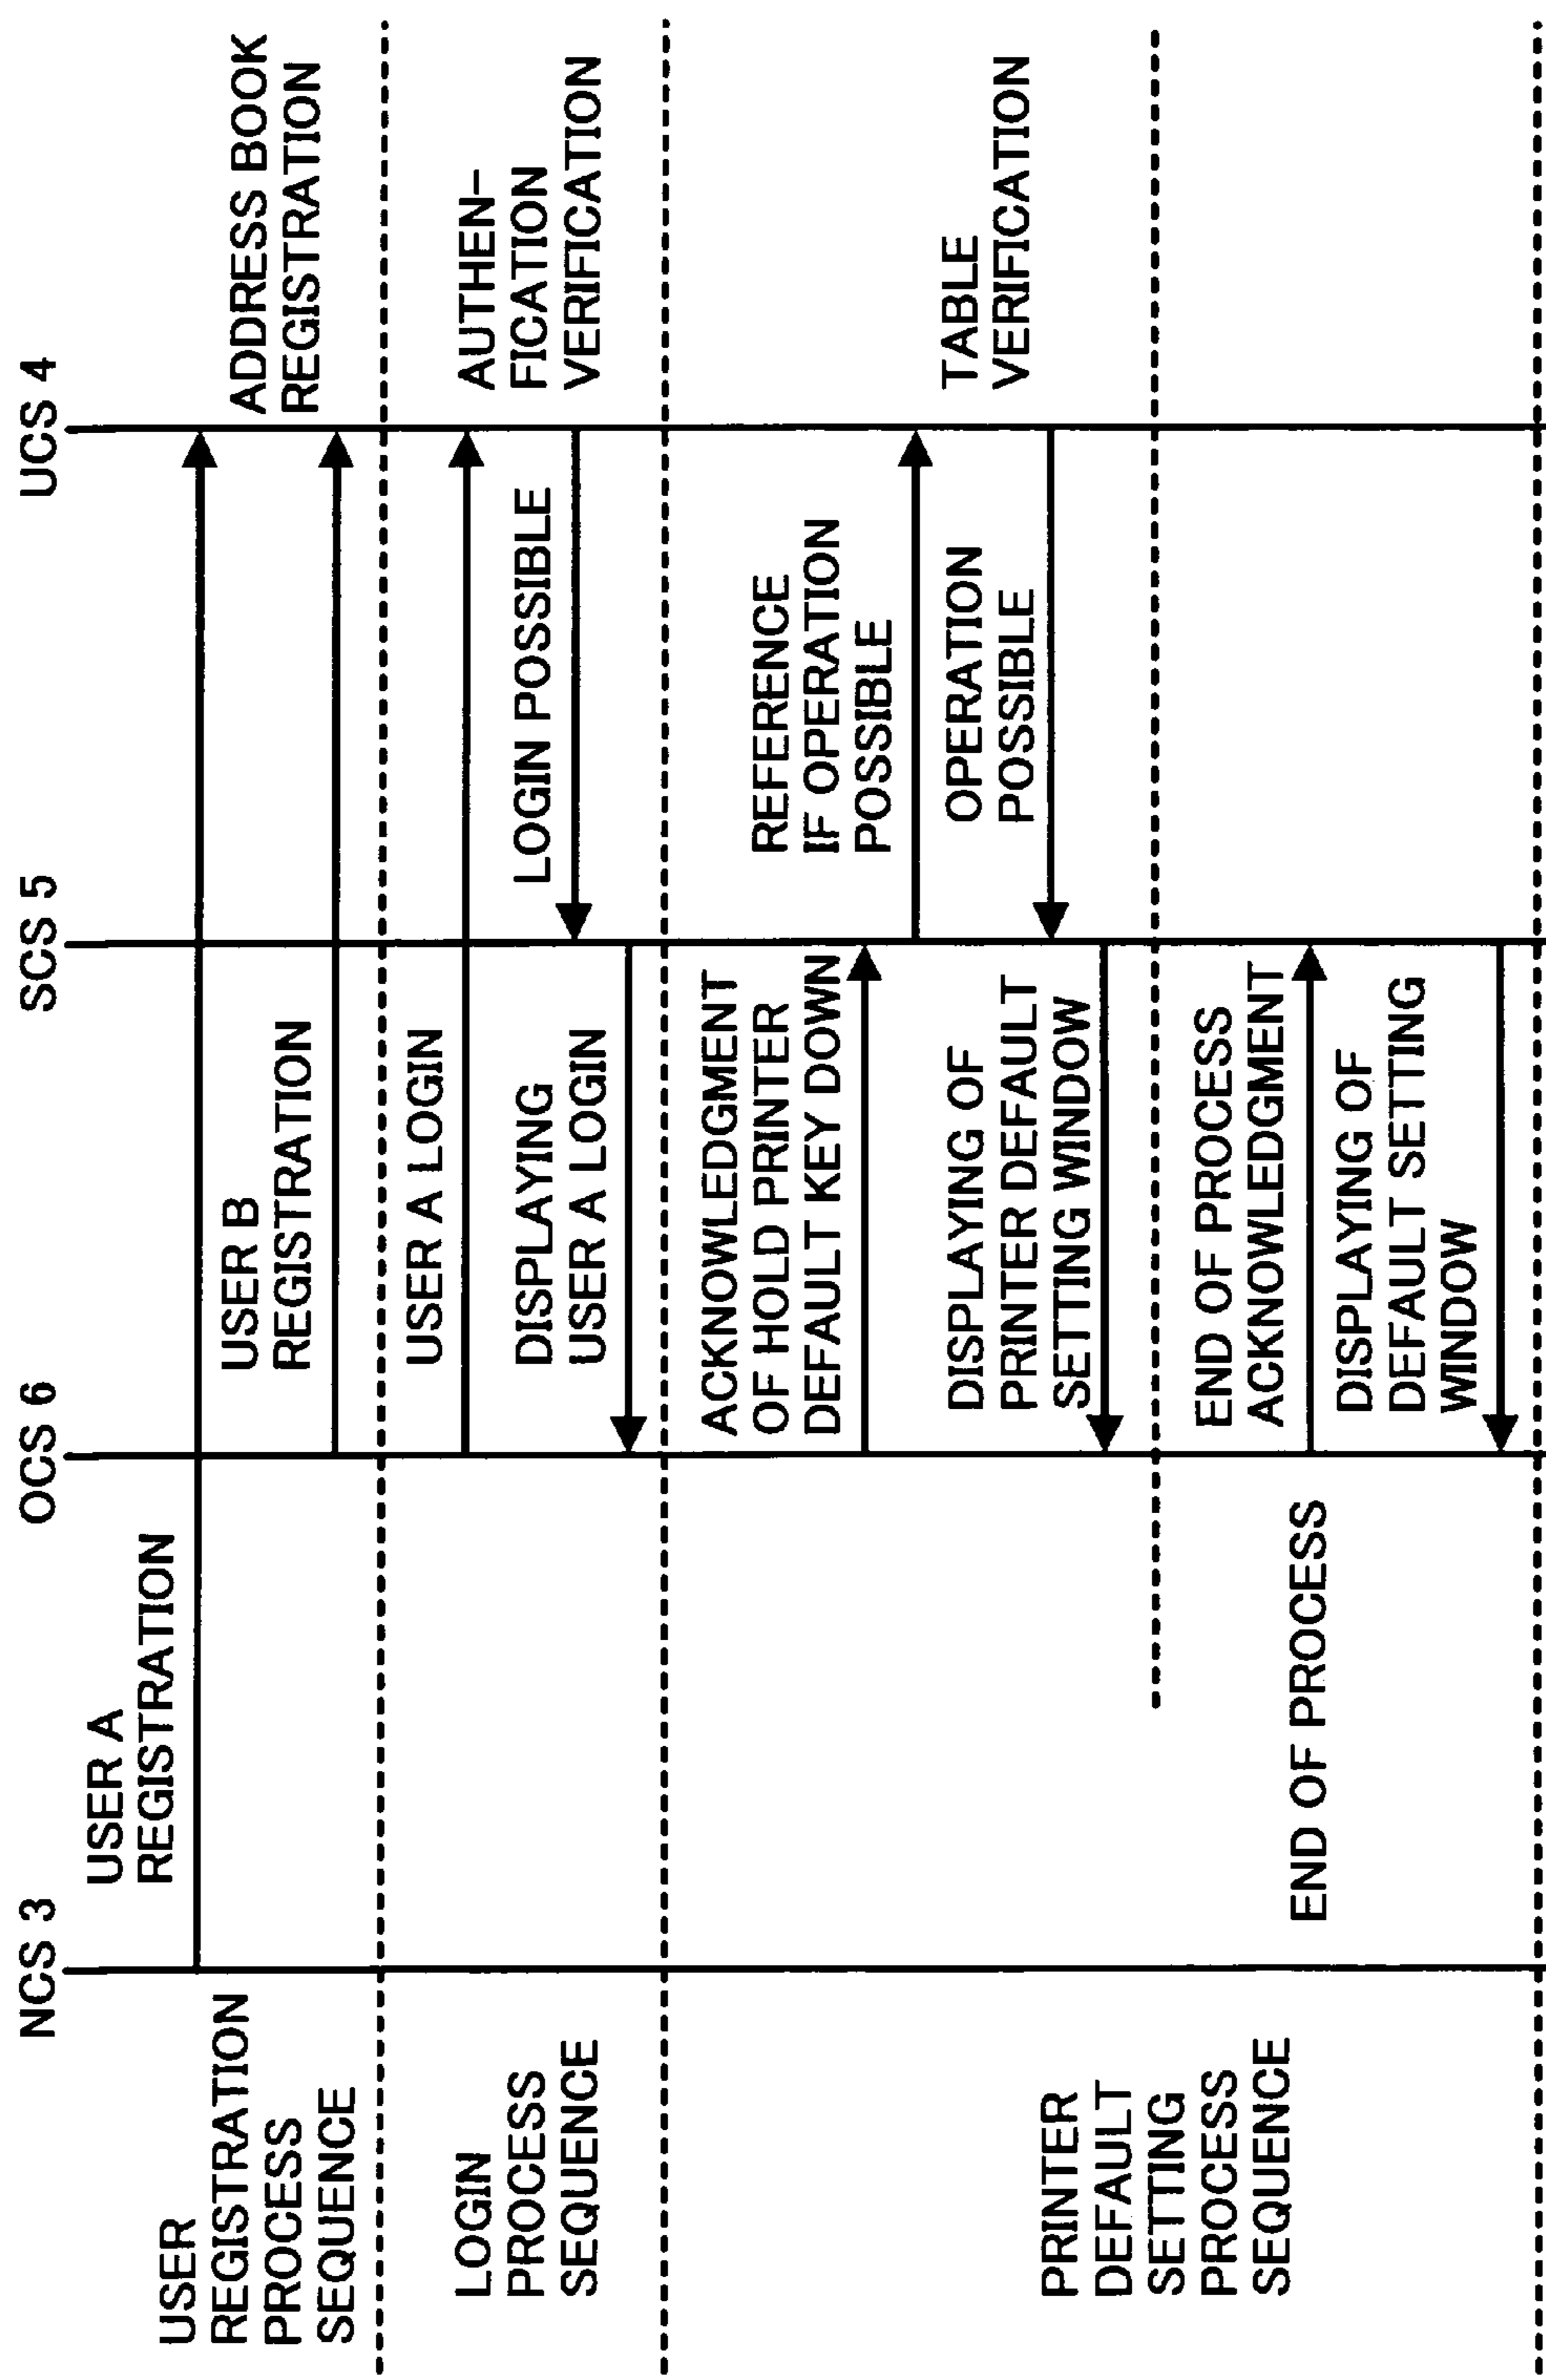 NCS 3
OCS 6
SCS 5
UCS 4
USER
REGISTRATION
PROCESS
SEQUENCE
USER A
REGISTRATION
USER B
REGISTRATION
ADDRESS BOOK
REGISTRATION
LOGIN
PROCESS
SEQUENCE
USER A LOGIN
AUTHEN-
FICATION
VERIFICATION
LOGIN POSSIBLE
DISPLAYING
USER A LOGIN
PRINTER
DEFAULT
SETTING
PROCESS
SEQUENCE
ACKNOWLEDGMENT
OF HOLD PRINTER
DEFAULT KEY DOWN
REFERENCE
IF OPERATION
POSSIBLE
TABLE
VERIFICATION
OPERATION
POSSIBLE
DISPLAYING OF
PRINTER DEFAULT
SETTING WINDOW
END OF PROCESS
END OF PROCESS
ACKNOWLEDGMENT
DISPLAYING OF
DEFAULT SETTING
WINDOW